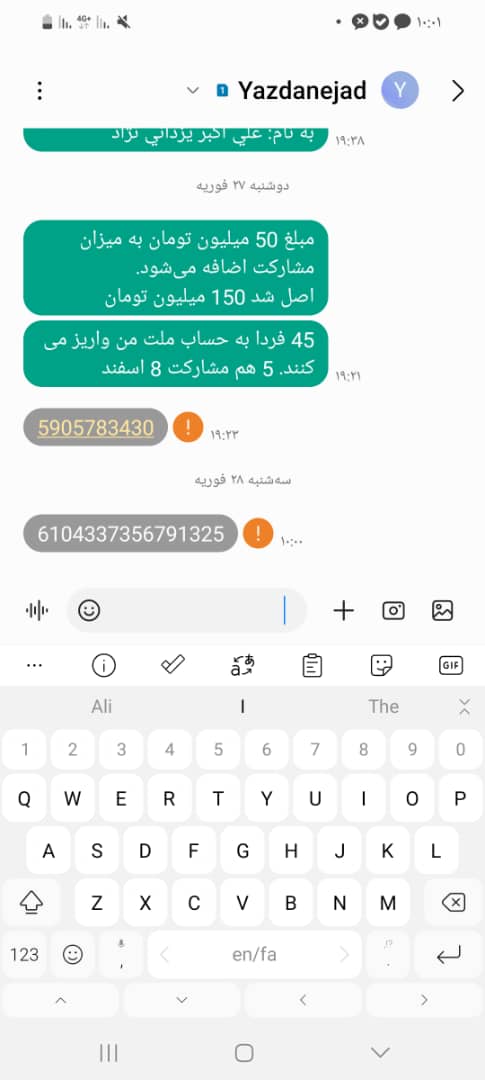 ۱۰:۰۱
4G+
Yazdanejad
1
Y
به نام: علي اكبر يزداني نژاد
۱۹:۳۸
دوشنبه ۲۷ فوریه
مبلغ 50 میلیون تومان به میزان
مشارکت اضافه می‌شود.
اصل شد 150 میلیون تومان
45 فردا به حساب ملت من واریز می
کنند. 5 هم مشارکت 8 اسفند
۱۹:۲۱
5905783430
!
۱۹:۲۳
سه‌شنبه ۲۸ فوریه
6104337356791325
!
۱۰:۰۰
GIF
Ali
I
The
1 2 3 4 5 6 7 8 9 0
Q W E R T Y U I O P
A S D F G H J K L
Z X C V B N M
123
,
en/fa
.
!?